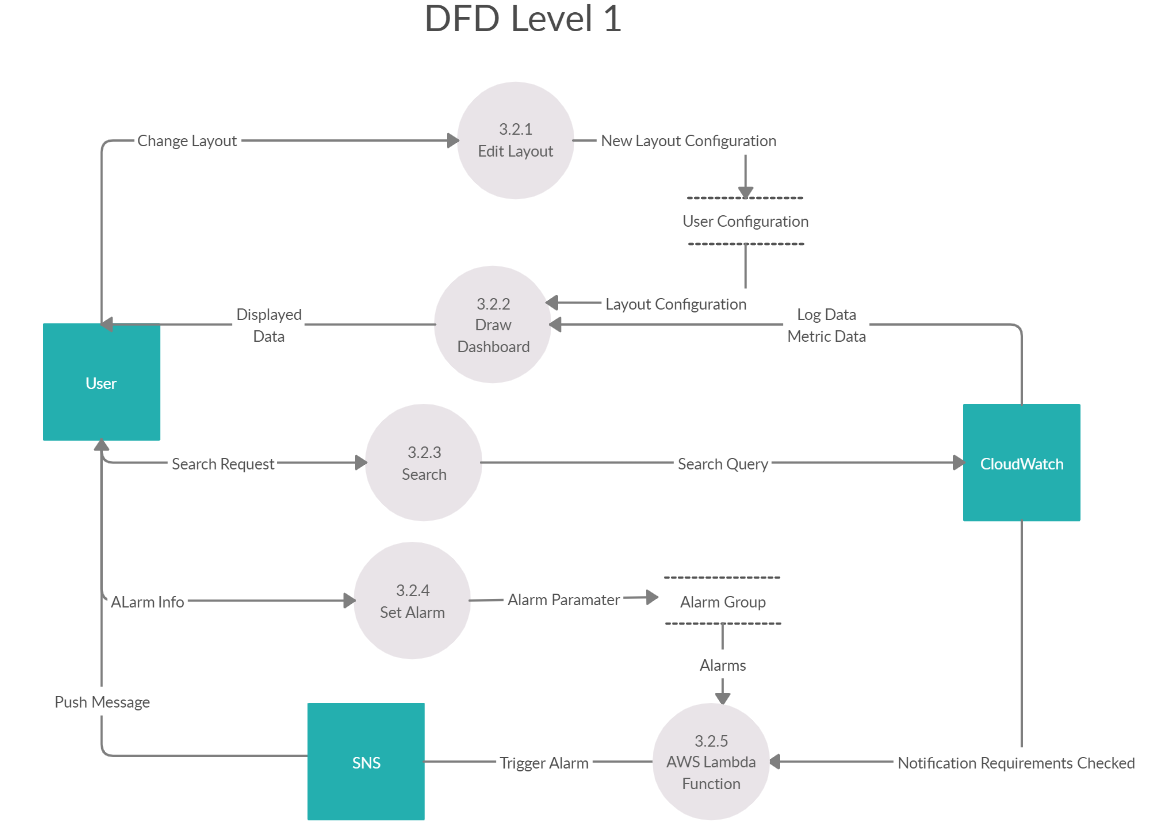 DFD Level 1
3.2.1
Edit Layout
Change Layout
New Layout Configuration
User Configuration
3.2.2
Draw
Dashboard
Layout Configuration
Displayed
Data
Log Data
Metric Data
User
3.2.3
Search
Search Request
Search Query
CloudWatch
3.2.4
Set Alarm
ALarm Info
Alarm Paramater
Alarm Group
Alarms
Push Message
3.2.5
AWS Lambda
Function
SNS
Trigger Alarm
Notification Requirements Checked